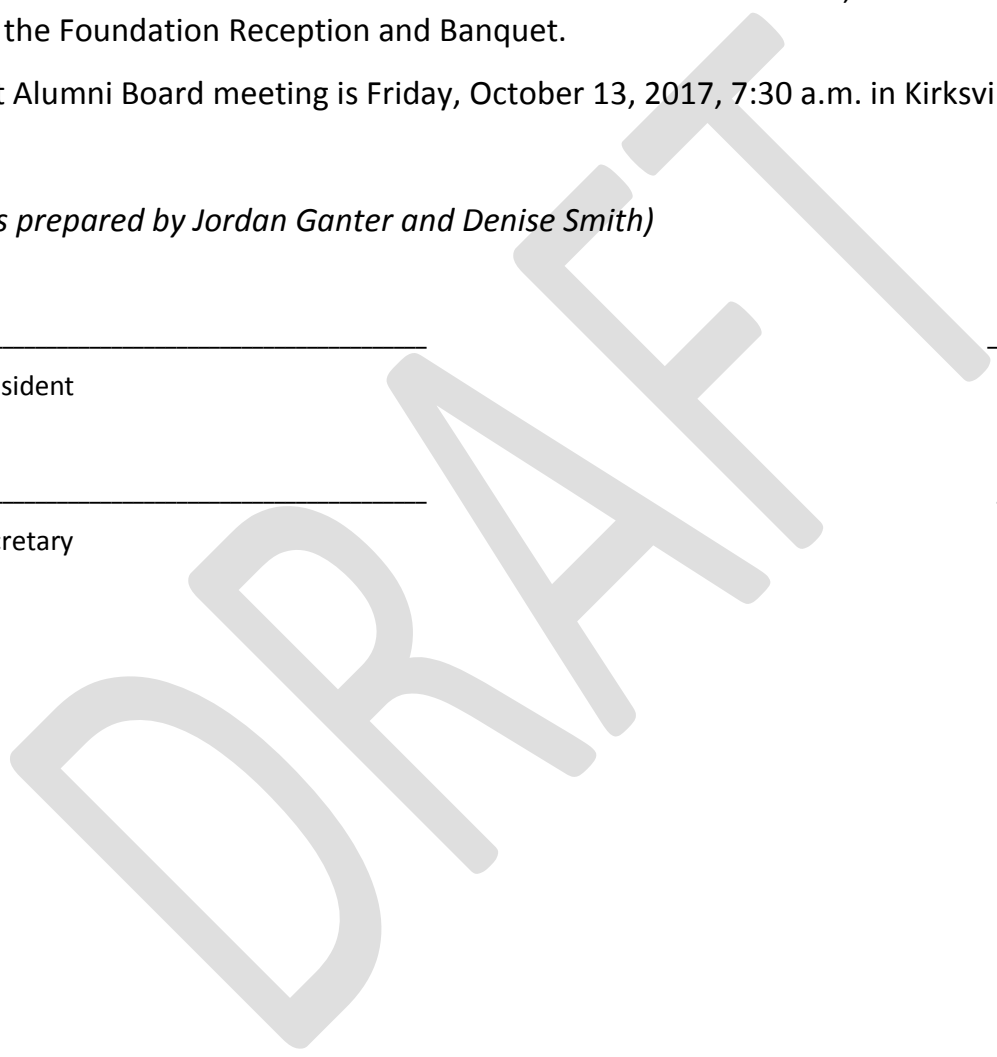 the Foundation Reception and Banquet.
t Alumni Board meeting is Friday, October 13, 2017, 7:30 a.m. in Kirksvi
s prepared by Jordan Ganter and Denise Smith)
sident
retary
DRAFT